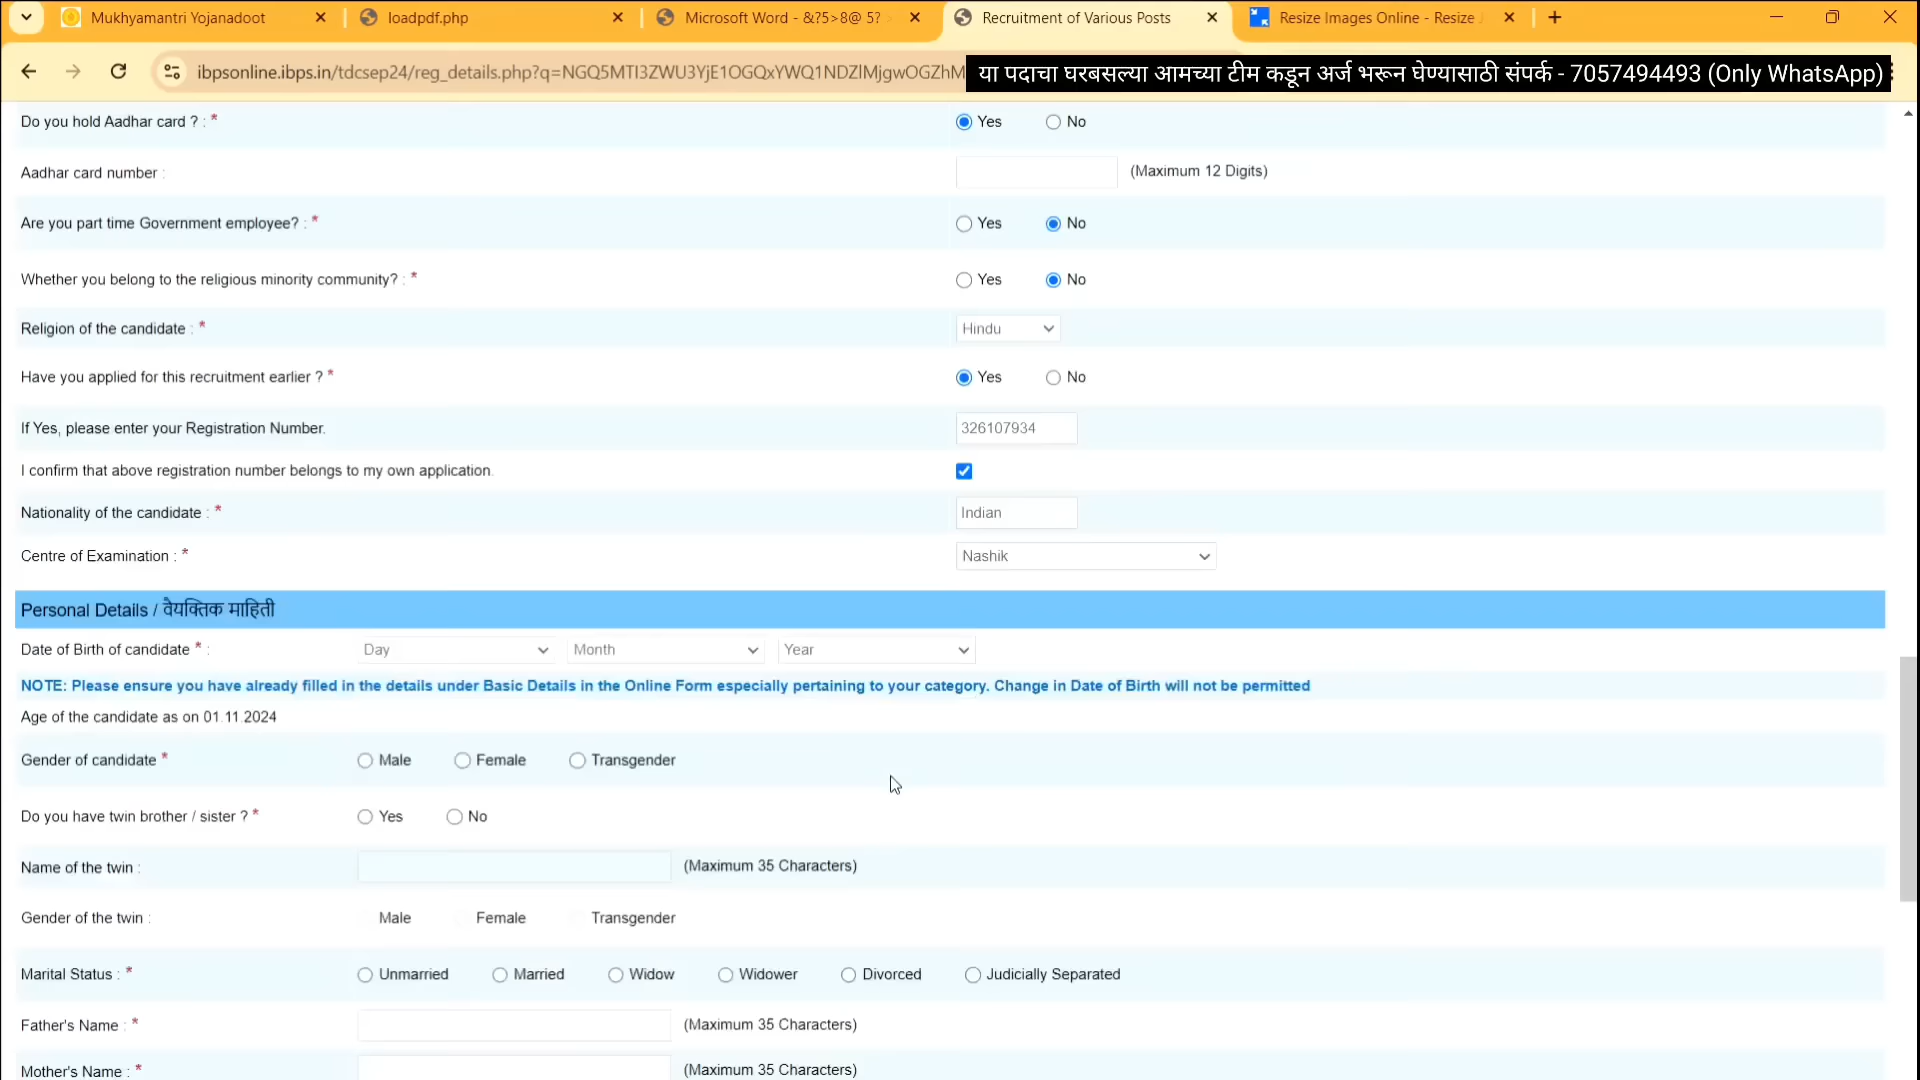 Mukhyamantri Yojanadoot
loadpdf.php
Microsoft Word - &?5>8@ 5?
Recruitment of Various Posts
Resize Images Online - Resize
ibpsonline.ibps.in/tdcsep24/reg_details.php?q=NGQ5MTI3ZWU3YjE1OGQxYWQ1NDZlMjgwOGZhM
या पदाचा घरबसल्या आमच्या टीम कडून अर्ज भरून घेण्यासाठी संपर्क - 7057494493 (Only WhatsApp)
Do you hold Aadhar card ? : * Yes No
Aadhar card number : (Maximum 12 Digits)
Are you part time Government employee? : * Yes No
Whether you belong to the religious minority community? : * Yes No
Religion of the candidate : * Hindu
Have you applied for this recruitment earlier ? * Yes No
If Yes, please enter your Registration Number. 326107934
I confirm that above registration number belongs to my own application.
Nationality of the candidate : * Indian
Centre of Examination : * Nashik
Personal Details / वैयक्तिक माहिती
Date of Birth of candidate * : Day Month Year
NOTE: Please ensure you have already filled in the details under Basic Details in the Online Form especially pertaining to your category. Change in Date of Birth will not be permitted
Age of the candidate as on 01.11.2024
Gender of candidate * Male Female Transgender
Do you have twin brother / sister ? * Yes No
Name of the twin : (Maximum 35 Characters)
Gender of the twin : Male Female Transgender
Marital Status : * Unmarried Married Widow Widower Divorced Judicially Separated
Father's Name : * (Maximum 35 Characters)
Mother's Name : * (Maximum 35 Characters)